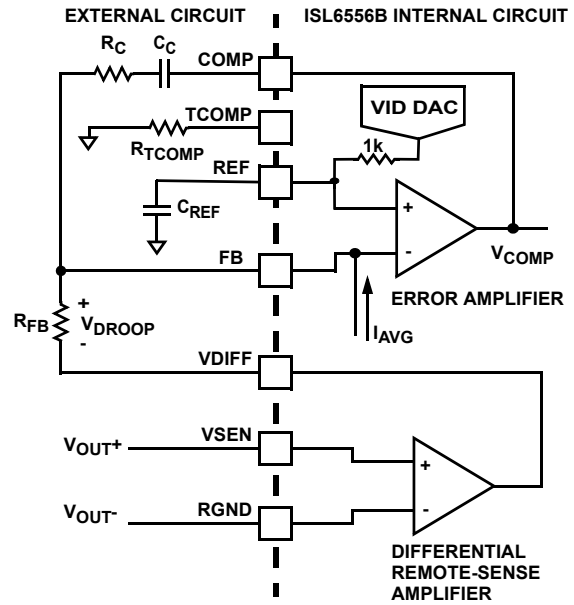 EXTERNAL CIRCUIT
ISL6556B INTERNAL CIRCUIT
RC
CC
COMP
TCOMP
RTCOMP
VID DAC
1k
REF
CREF
+
-
VCOMP
FB
ERROR AMPLIFIER
IAVG
RFB
+
VDROOP
-
VDIFF
VOUT+
VSEN
+
VOUT-
RGND
-
DIFFERENTIAL
REMOTE-SENSE
AMPLIFIER